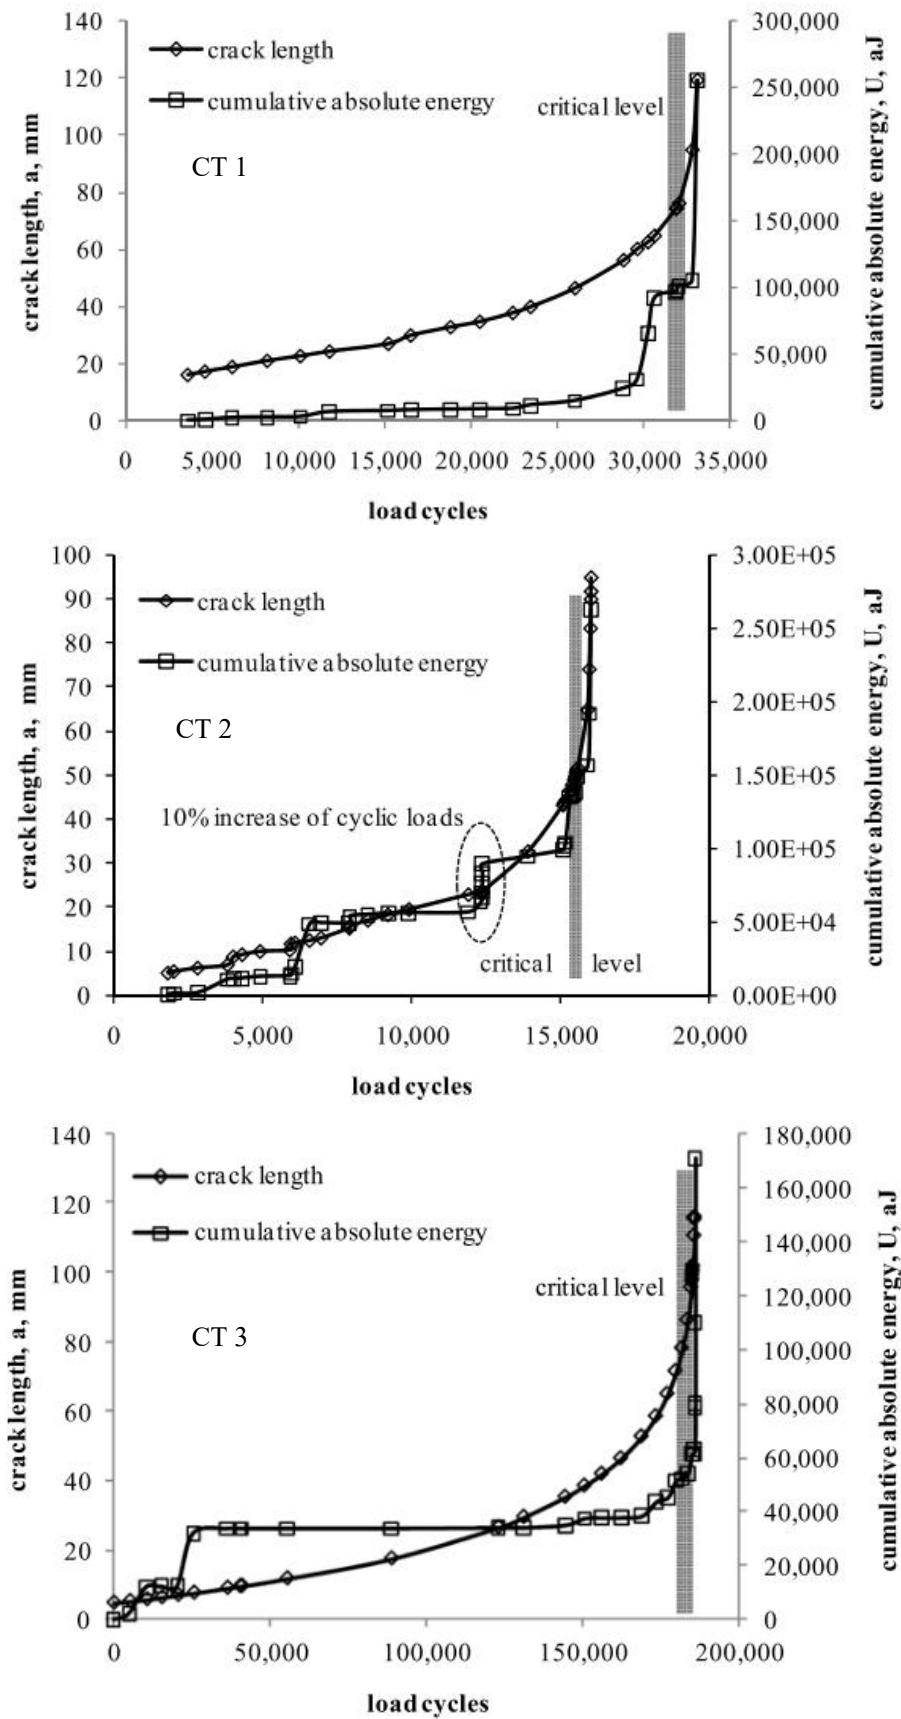 140
120
100
80
60
40
20
0
crack length, a, mm
crack length
cumulative absolute energy
CT 1
critical level
300,000
250,000
200,000
150,000
100,000
50,000
0
cumulative absolute energy, U, aJ
0 5,000 10,000 15,000 20,000 25,000 30,000 35,000
load cycles
100
90
80
70
60
50
40
30
20
10
0
crack length, a, mm
crack length
cumulative absolute energy
CT 2
10% increase of cyclic loads
critical level
3.00E+05
2.50E+05
2.00E+05
1.50E+05
1.00E+05
5.00E+04
0.00E+00
cumulative absolute energy, U, aJ
0 5,000 10,000 15,000 20,000
load cycles
140
120
100
80
60
40
20
0
crack length, a, mm
crack length
cumulative absolute energy
critical level
CT 3
180,000
160,000
140,000
120,000
100,000
80,000
60,000
40,000
20,000
0
cumulative absolute energy, U, aJ
0 50,000 100,000 150,000 200,000
load cycles